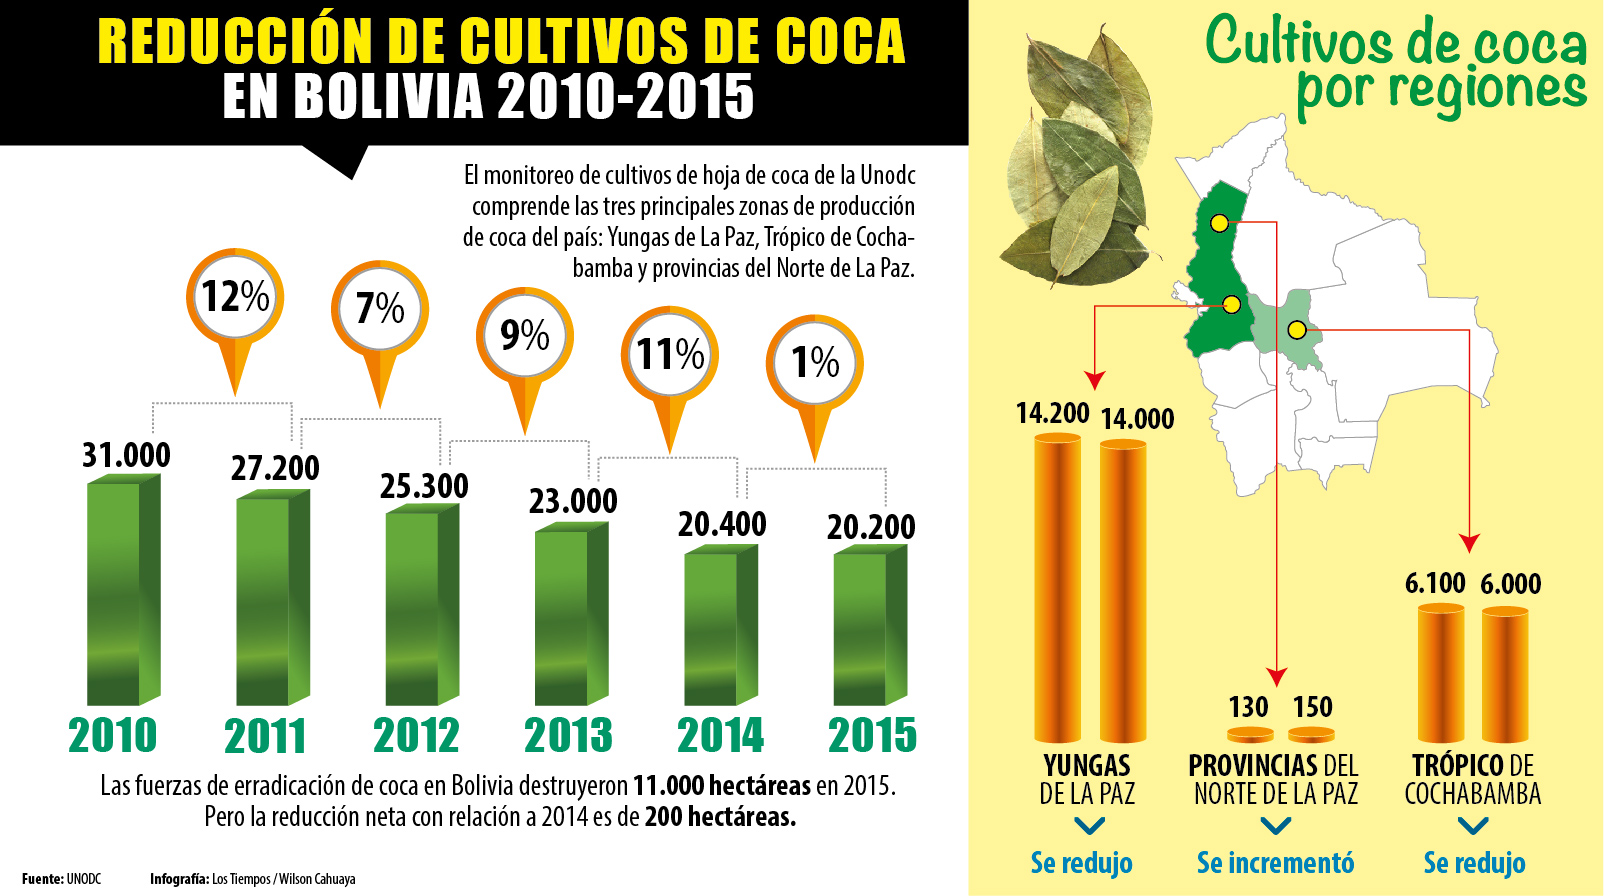 REDUCCIÓN DE CULTIVOS DE COCA
EN BOLIVIA 2010-2015
El monitoreo de cultivos de hoja de coca de la Unodc
comprende las tres principales zonas de producción
de coca del país: Yungas de La Paz, Trópico de Cocha-
bamba y provincias del Norte de La Paz.
12%
7%
9%
11%
1%
31.000
27.200
25.300
23.000
20.400
20.200
2010
2011
2012
2013
2014
2015
Las fuerzas de erradicación de coca en Bolivia destruyeron 11.000 hectáreas en 2015.
Pero la reducción neta con relación a 2014 es de 200 hectáreas.
Fuente: UNODC
Infografía: Los Tiempos / Wilson Cahuaya
Cultivos de coca
por regiones
14.200
14.000
130
150
6.100
6.000
YUNGAS
DE LA PAZ
Se redujo
PROVINCIAS DEL
NORTE DE LA PAZ
Se incrementó
TRÓPICO DE
COCHABAMBA
Se redujo